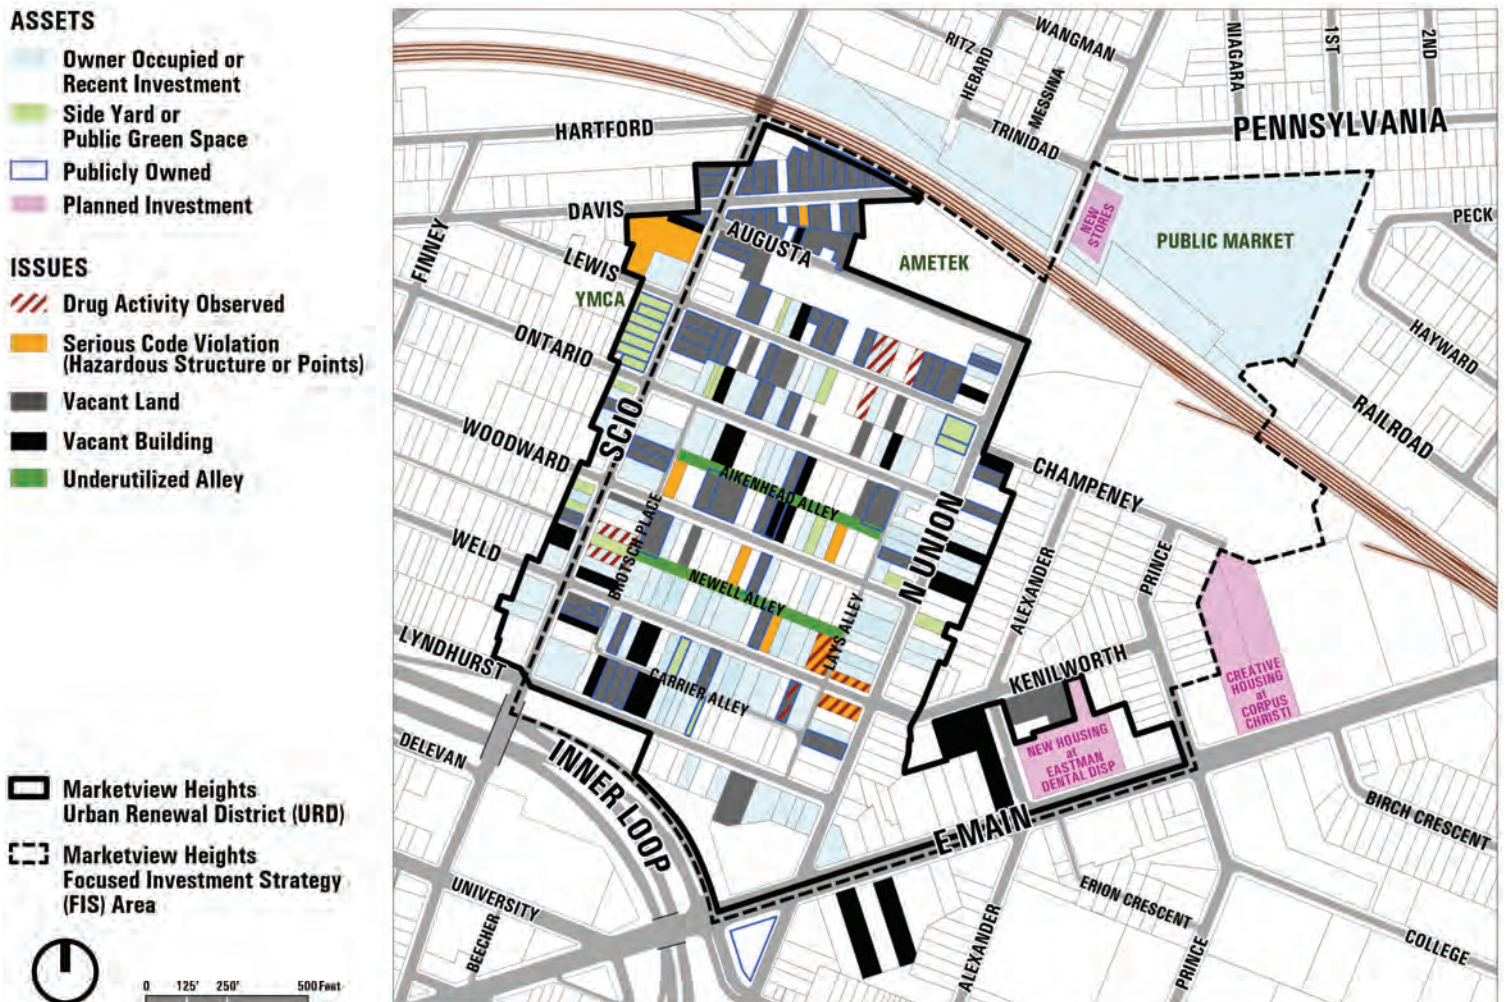 ASSETS
Owner Occupied or
Recent Investment
Side Yard or
Public Green Space
Publicly Owned
Planned Investment
ISSUES
Drug Activity Observed
Serious Code Violation
(Hazardous Structure or Points)
Vacant Land
Vacant Building
Underutilized Alley
Marketview Heights
Urban Renewal District (URD)
Marketview Heights
Focused Investment Strategy
(FIS) Area
0 125' 250' 500 Feet
WANGMAN
RITZ
HEBARD
MESSINA
NIAGARA
1ST
2ND
HARTFORD
TRINIDAD
PENNSYLVANIA
DAVIS
AUGUSTA
NEW
STORES
PUBLIC MARKET
PECK
FINNEY
LEWIS
AMETEK
YMCA
ONTARIO
HAYWARD
SCIO
WOODWARD
RAILROAD
AIKENHEAD ALLEY
CHAMPENEY
BROTSCH PLACE
N UNION
WELD
NEWELL ALLEY
ALEXANDER
PRINCE
LAYS ALLEY
LYNDHURST
CARRIER ALLEY
KENILWORTH
CREATIVE
HOUSING
at
CORPUS
CHRISTI
DELEVAN
INNER LOOP
NEW HOUSING
at
EASTMAN
DENTAL DISP
E MAIN
BIRCH CRESCENT
UNIVERSITY
BEECHER
ERION CRESCENT
ALEXANDER
PRINCE
COLLEGE